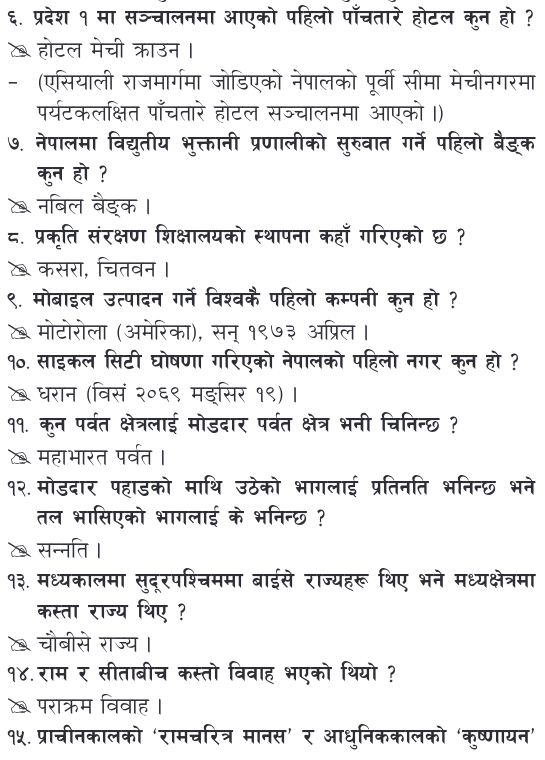 ६. प्रदेश १ मा सञ्चालनमा आएको पहिलो पाँचतारे होटल कुन हो ?
होटल मेची क्राउन ।
– (एसियाली राजमार्गमा जोडिएको नेपालको पूर्वी सीमा मेचीनगरमा
पर्यटकलक्षित पाँचतारे होटल सञ्चालनमा आएको ।)
७. नेपालमा विद्युतीय भुक्तानी प्रणालीको सुरुवात गर्ने पहिलो बैङ्क
कुन हो ?
नबिल बैङ्क ।
८. प्रकृति संरक्षण शिक्षालयको स्थापना कहाँ गरिएको छ ?
कसरा, चितवन ।
९. मोबाइल उत्पादन गर्ने विश्वकै पहिलो कम्पनी कुन हो ?
मोटोरोला (अमेरिका), सन् १९७३ अप्रिल ।
१०. साइकल सिटी घोषणा गरिएको नेपालको पहिलो नगर कुन हो ?
धरान (विसं २०६९ मङ्सिर १९) ।
११. कुन पर्वत क्षेत्रलाई मोडदार पर्वत क्षेत्र भनी चिनिन्छ ?
महाभारत पर्वत ।
१२. मोडदार पहाडको माथि उठेको भागलाई प्रतिनति भनिन्छ भने
तल भासिएको भागलाई के भनिन्छ ?
सन्नति ।
१३. मध्यकालमा सुदूरपश्चिममा बाईसे राज्यहरू थिए भने मध्यक्षेत्रमा
कस्ता राज्य थिए ?
चौबीसे राज्य ।
१४. राम र सीताबीच कस्तो विवाह भएको थियो ?
पराक्रम विवाह ।
१५. प्राचीनकालको ‘रामचरित्र मानस’ र आधुनिककालको ‘कुष्णायन’